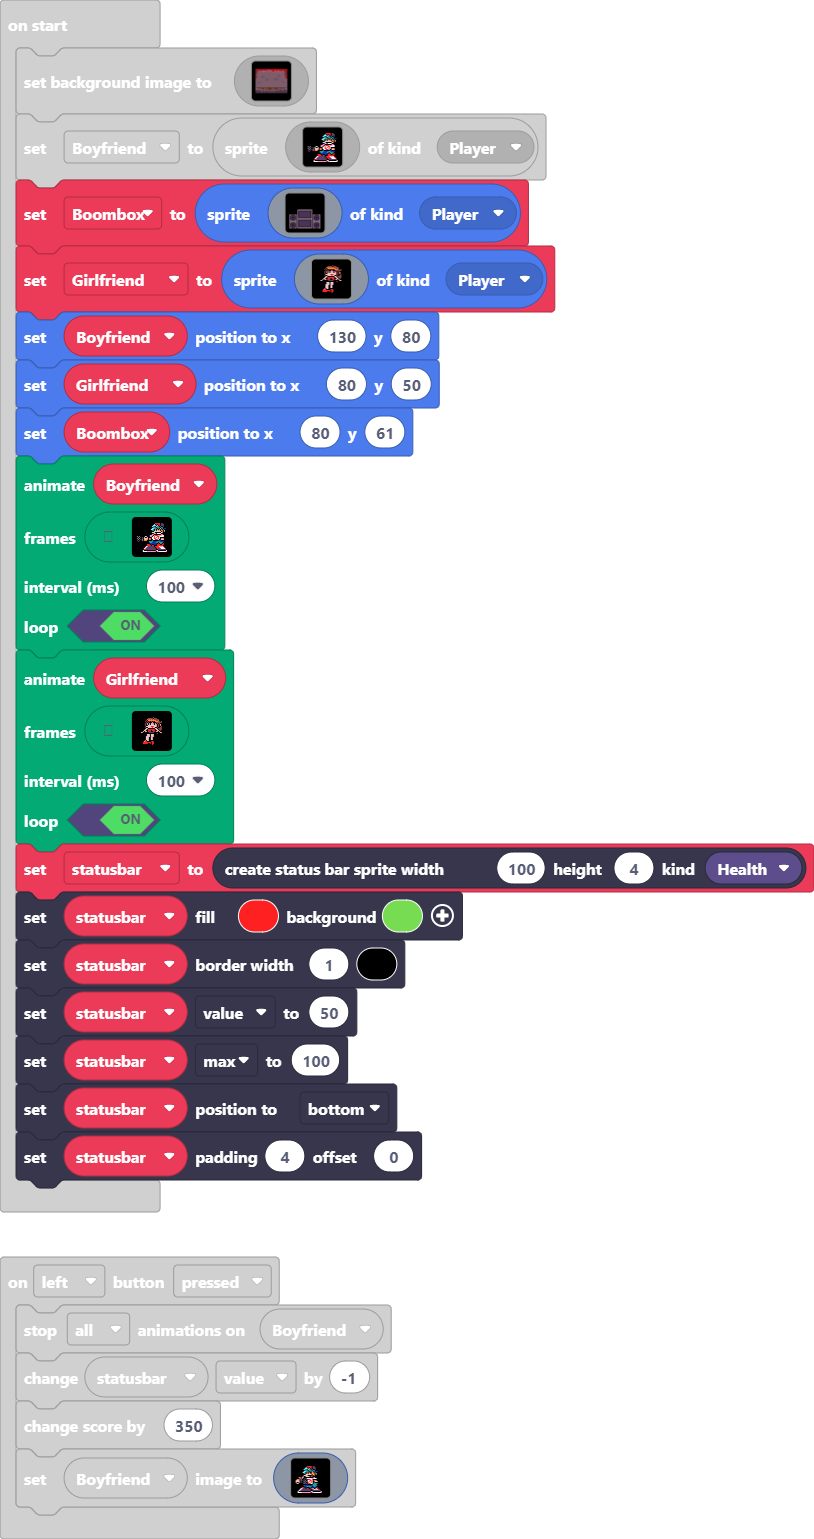 on start
set background image to
set Boyfriend to sprite of kind Player
set Boombox to sprite of kind Player
set Girlfriend to sprite of kind Player
set Boyfriend position to x 130 y 80
set Girlfriend position to x 80 y 50
set Boombox position to x 80 y 61
animate Boyfriend
frames
interval (ms) 100
loop ON
animate Girlfriend
frames
interval (ms) 100
loop ON
set statusbar to create status bar sprite width 100 height 4 kind Health
set statusbar fill background
set statusbar border width 1
set statusbar value to 50
set statusbar max to 100
set statusbar position to bottom
set statusbar padding 4 offset 0
on left button pressed
stop all animations on Boyfriend
change statusbar value by -1
change score by 350
set Boyfriend image to